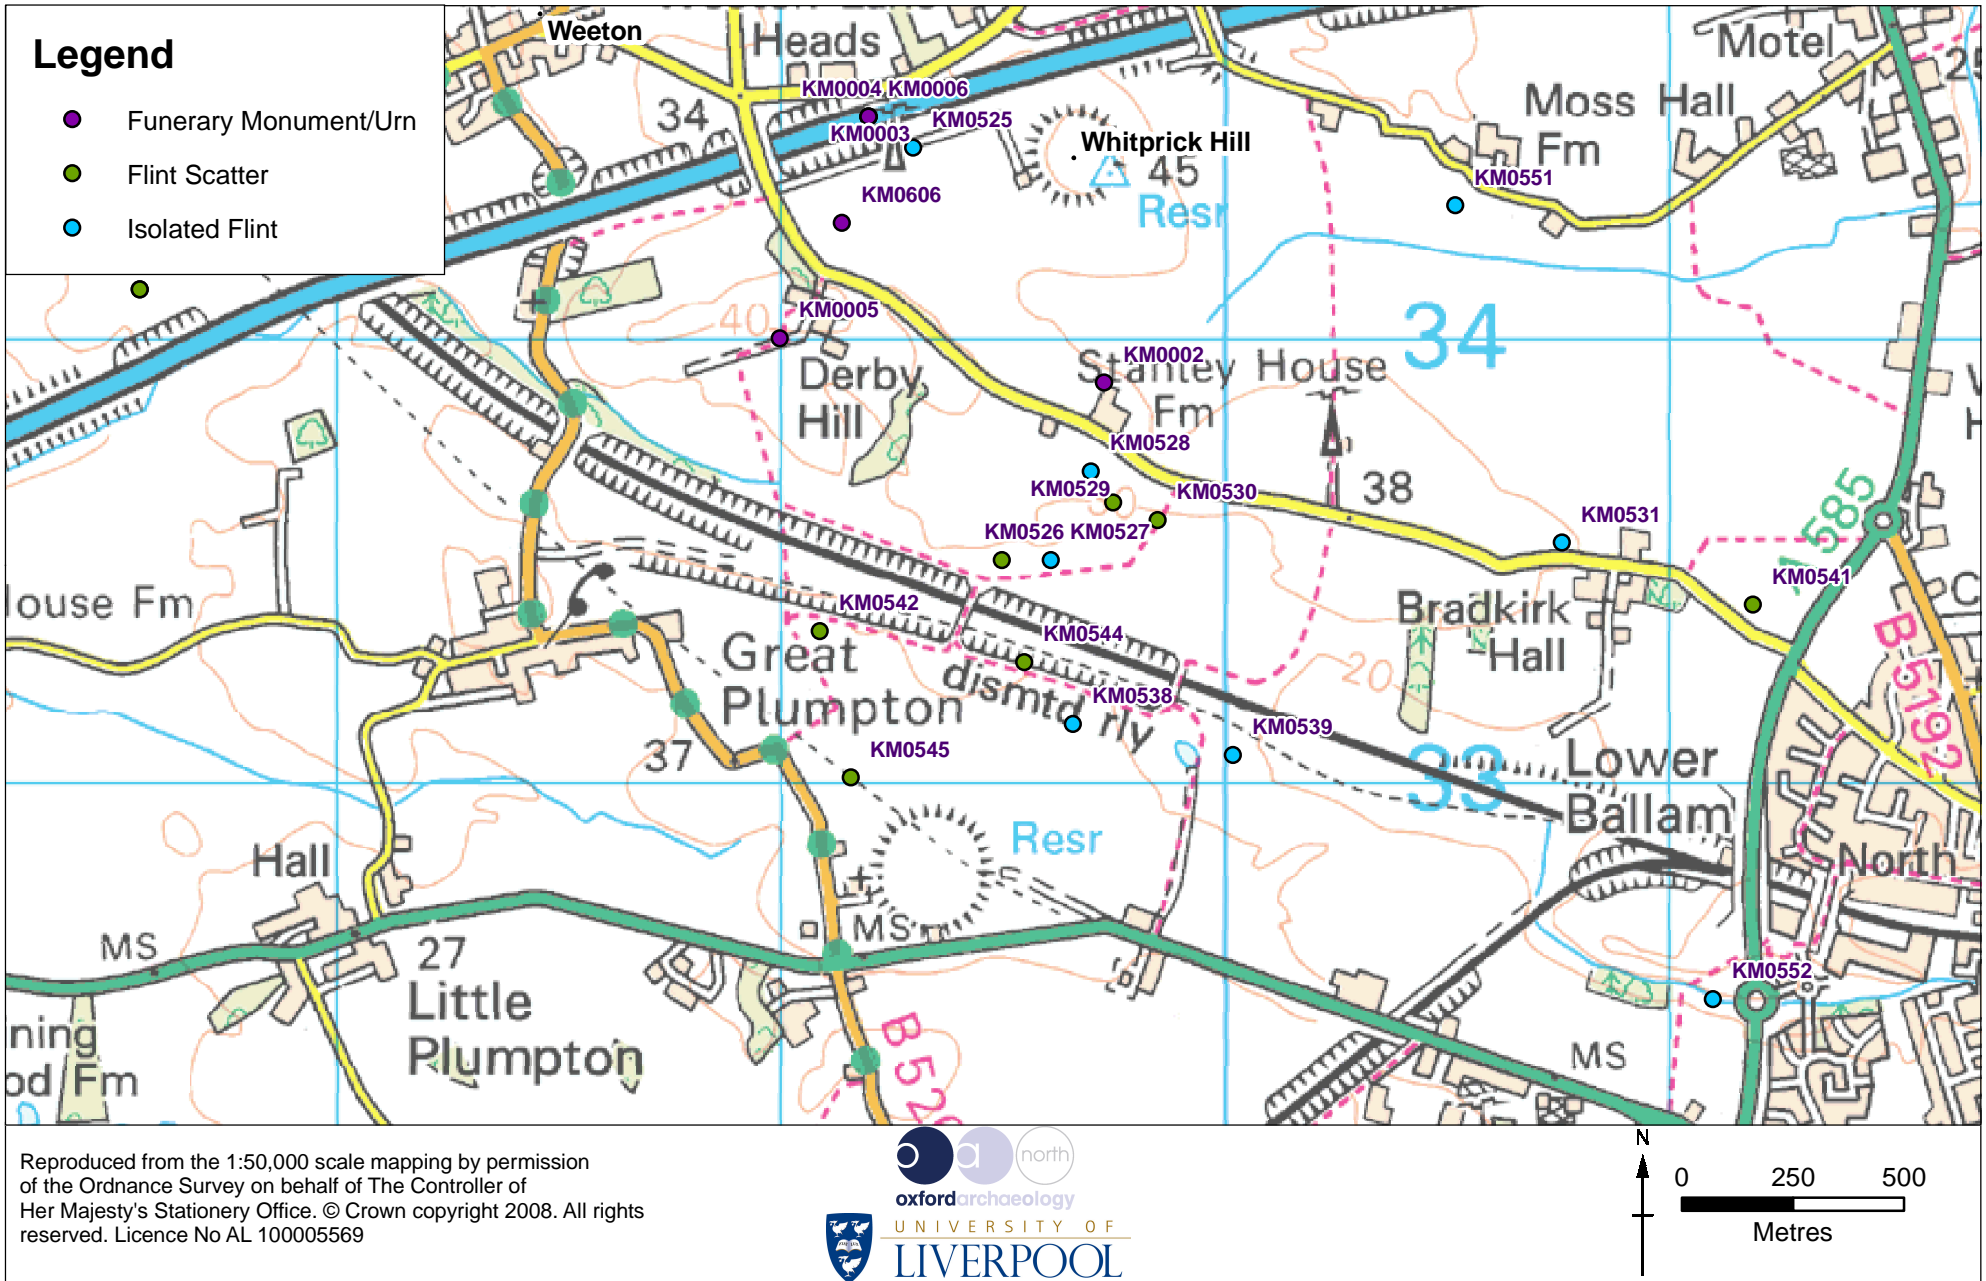 Legend
Funerary Monument/Urn
Flint Scatter
Isolated Flint
Weeton
Heads
Motel
34
KM0004 KM0006
KM0003
KM0525
Whitprick Hill
45
Resr
Moss Hall
Fm
KM0551
KM0606
KM0005
40
Derby
Hill
KM0002
Stanley House
Fm
34
KM0528
KM0529
KM0530
38
KM0526 KM0527
KM0531
A 585
KM0541
ouse Fm
KM0542
Great
Plumpton
KM0544
dismtd rly
KM0538
Bradkirk
Hall
20
B 5192
KM0539
37
KM0545
33
Lower
Ballam
North
Resr
Hall
MS
MS
27
Little
Plumpton
KM0552
MS
ning
od Fm
B 52
Reproduced from the 1:50,000 scale mapping by permission
of the Ordnance Survey on behalf of The Controller of
Her Majesty's Stationery Office. © Crown copyright 2008. All rights
reserved. Licence No AL 100005569
o a north
oxfordarchaeology
UNIVERSITY OF
LIVERPOOL
N
0 250 500
Metres